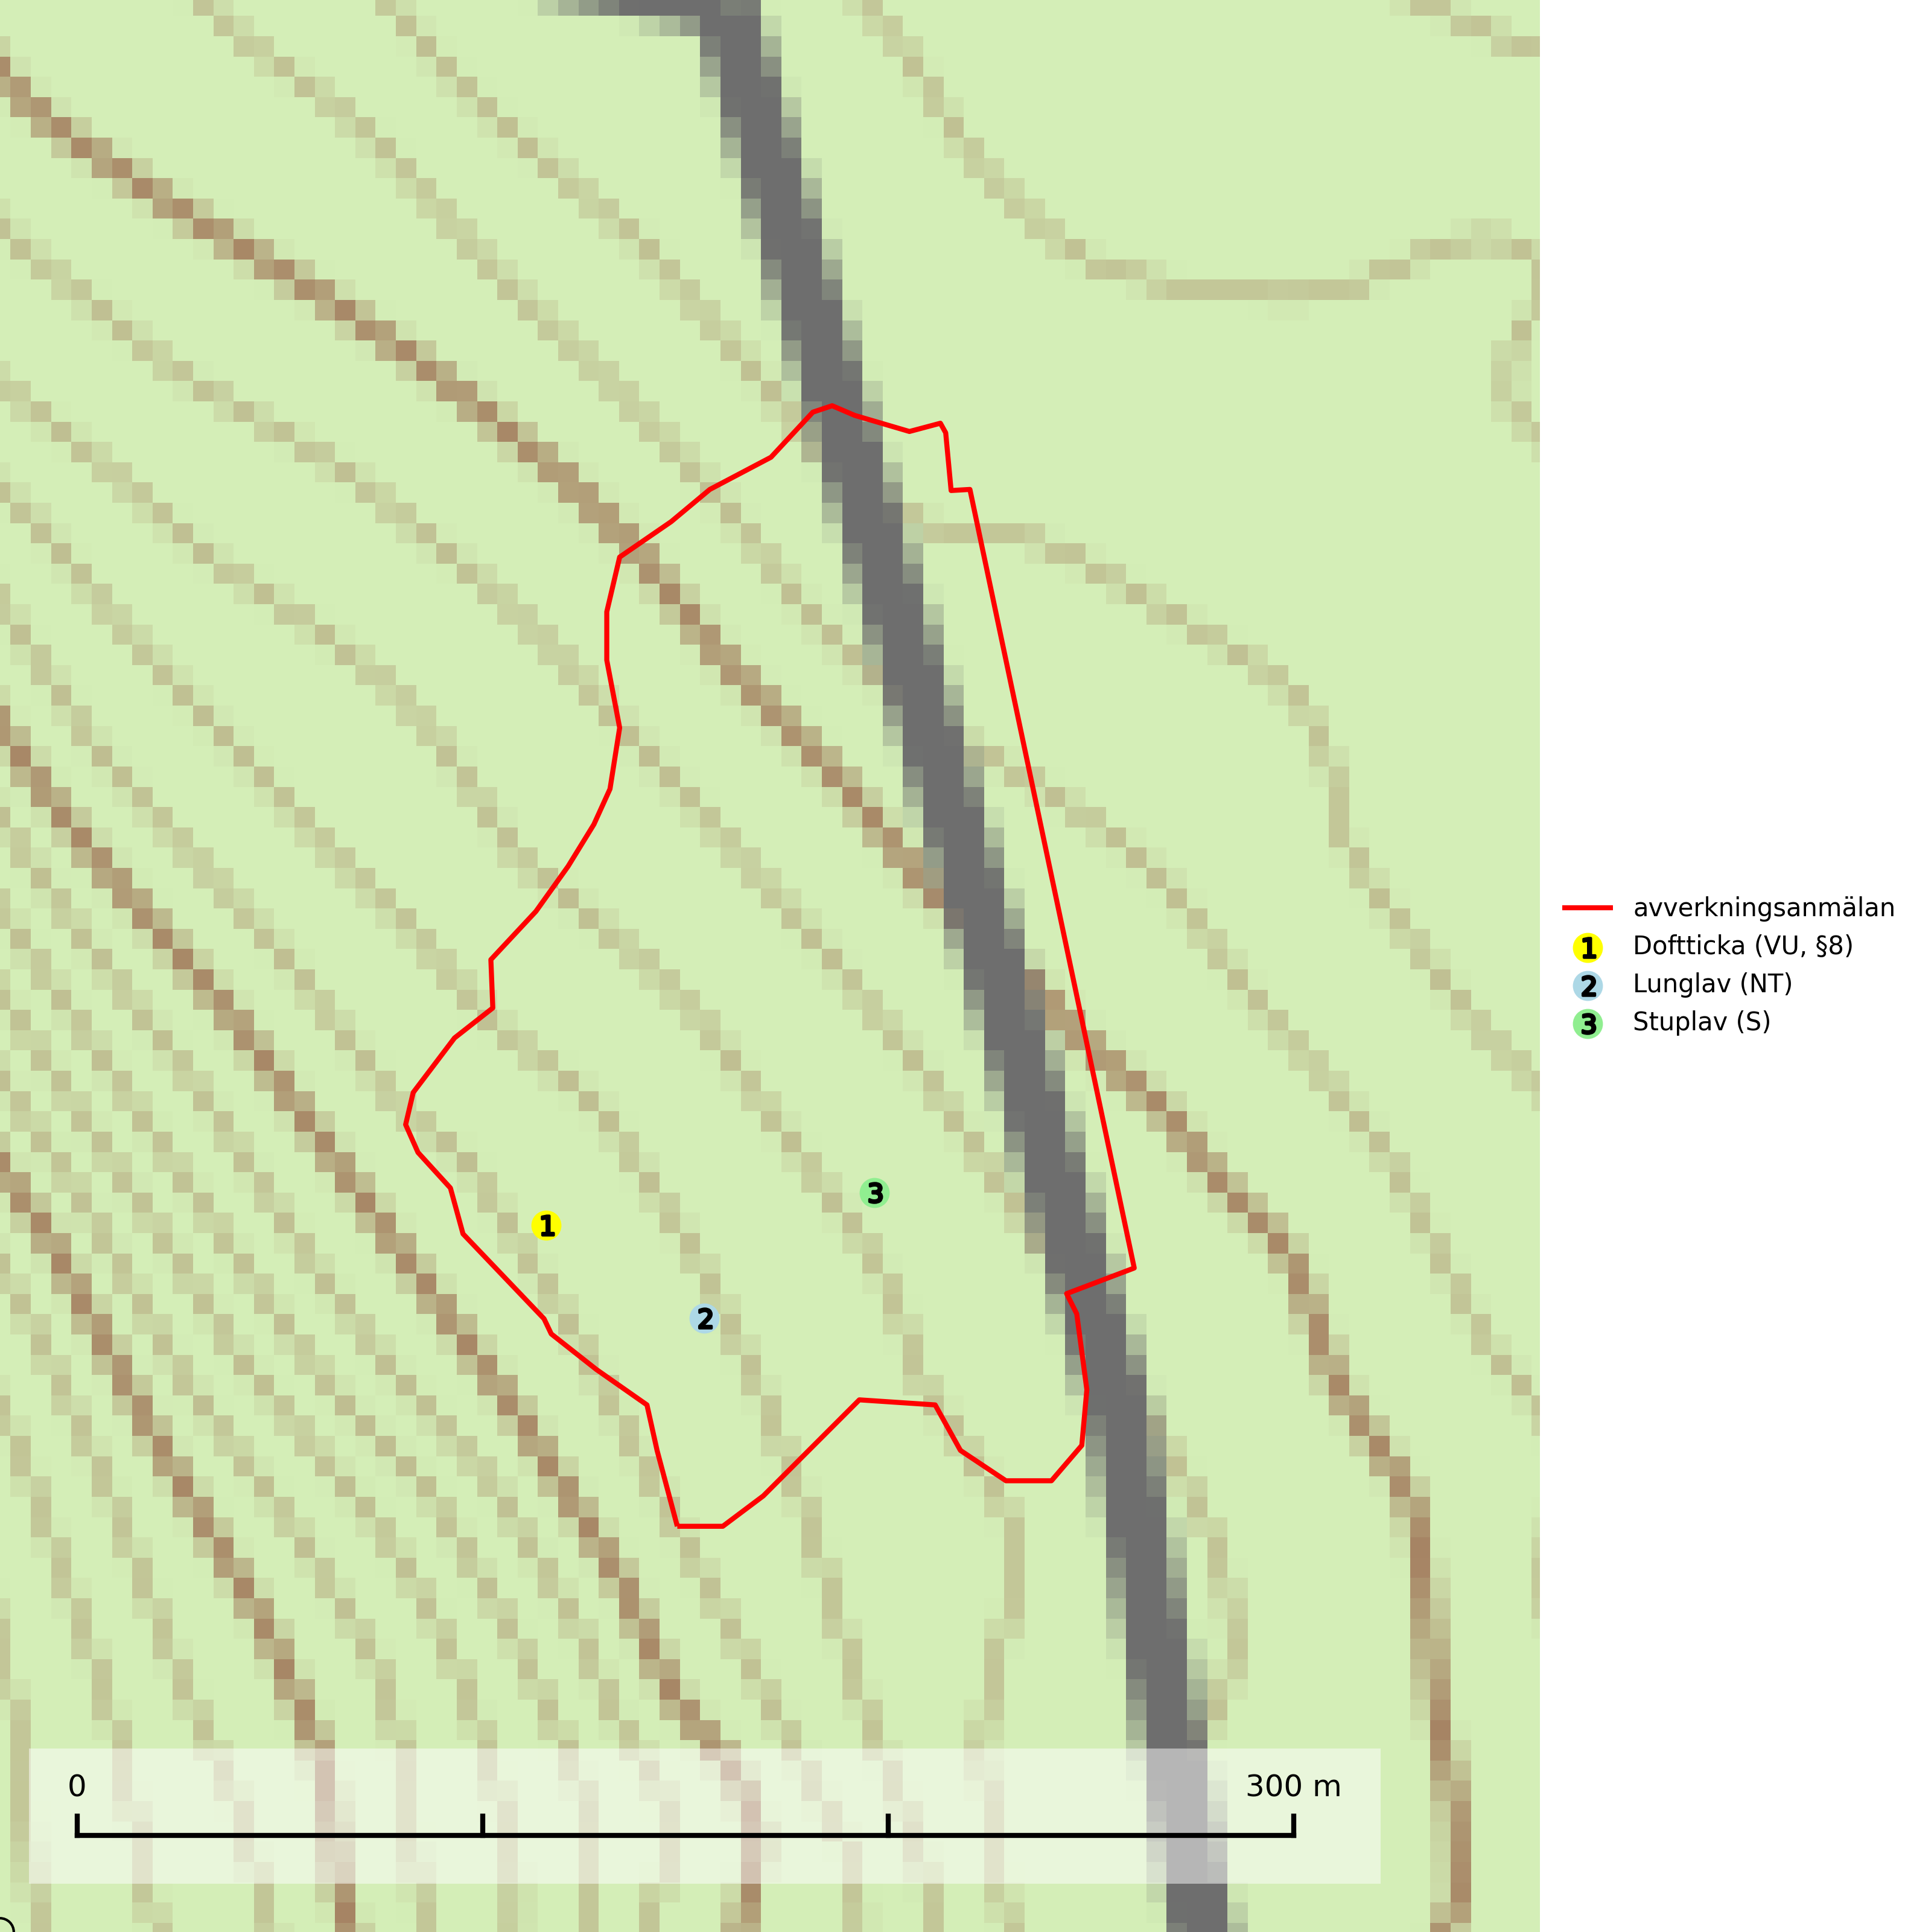 avverkningsanmälan
1 Doftticka (VU, §8)
2 Lunglav (NT)
3 Stuplav (S)
3
1
2
0 300 m